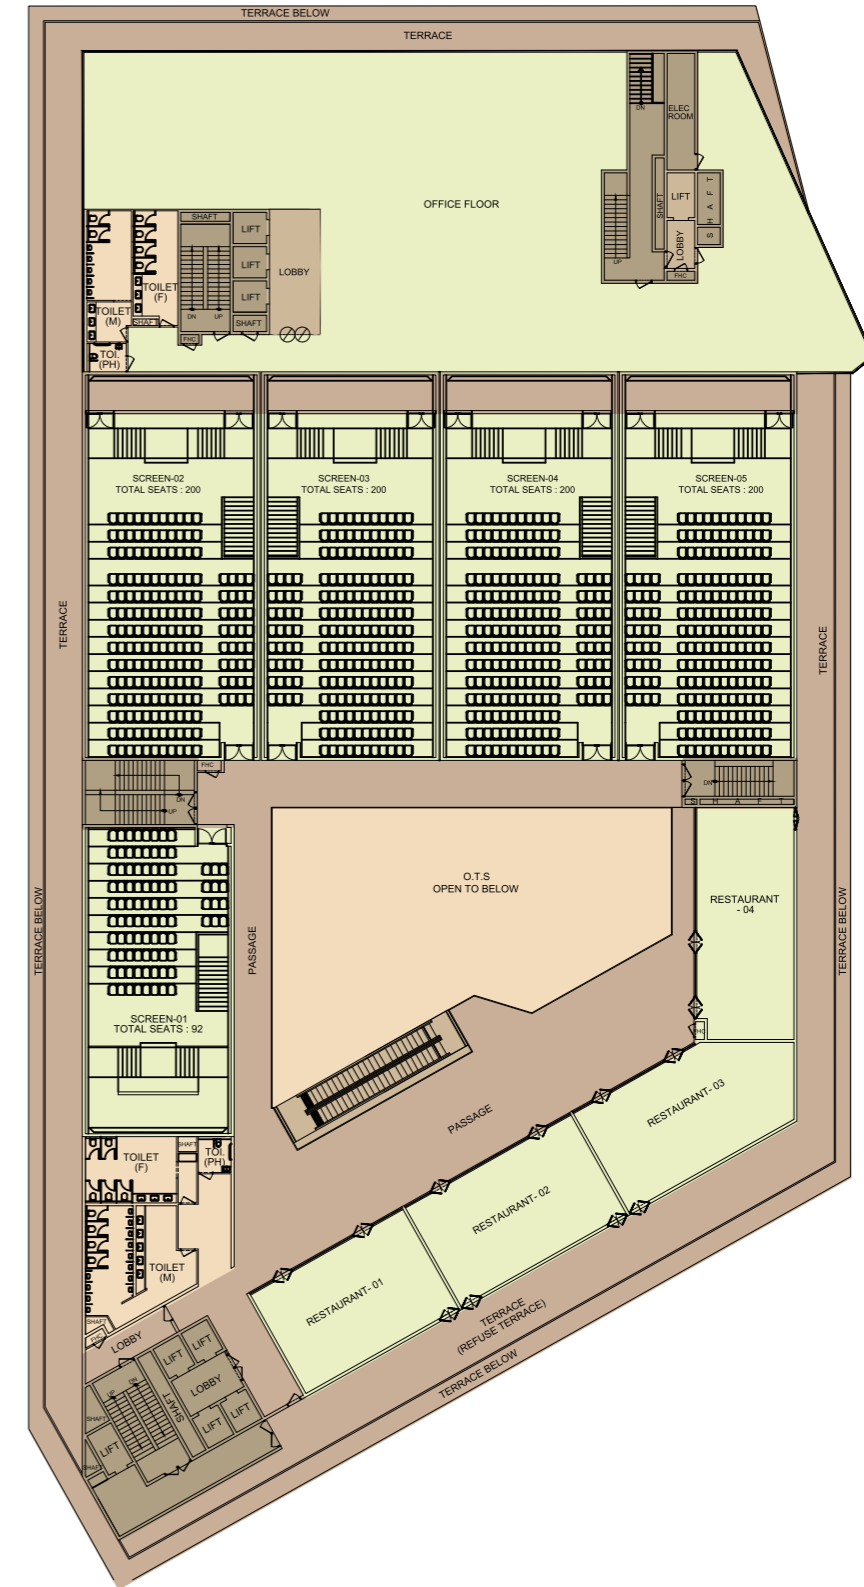 TERRACE BELOW
TERRACE
DN
ELEC
ROOM
OFFICE FLOOR
SHAFT
LIFT
SHAFT
LOBBY
UP
FHC
SHAFT
LIFT
LIFT
LIFT
LOBBY
TOILET
(F)
TOILET
(M)
SHAFT
DN
UP
SHAFT
FHC
TOI.
(PH)
SCREEN-02
TOTAL SEATS : 200
SCREEN-03
TOTAL SEATS : 200
SCREEN-04
TOTAL SEATS : 200
SCREEN-05
TOTAL SEATS : 200
TERRACE
TERRACE
FHC
DN
UP
DN
SHAFT
O.T.S
OPEN TO BELOW
RESTAURANT
- 04
TERRACE BELOW
PASSAGE
TERRACE BELOW
SCREEN-01
TOTAL SEATS : 92
FHC
PASSAGE
RESTAURANT- 03
SHAFT
TOILET
(F)
TOI.
(PH)
RESTAURANT- 02
TOILET
(M)
RESTAURANT- 01
SHAFT
FHC
LOBBY
TERRACE
(REFUSE TERRACE)
TERRACE BELOW
LIFT
LIFT
LOBBY
SHAFT
UP
DN
LIFT
LIFT
SHAFT
LIFT
SHAFT